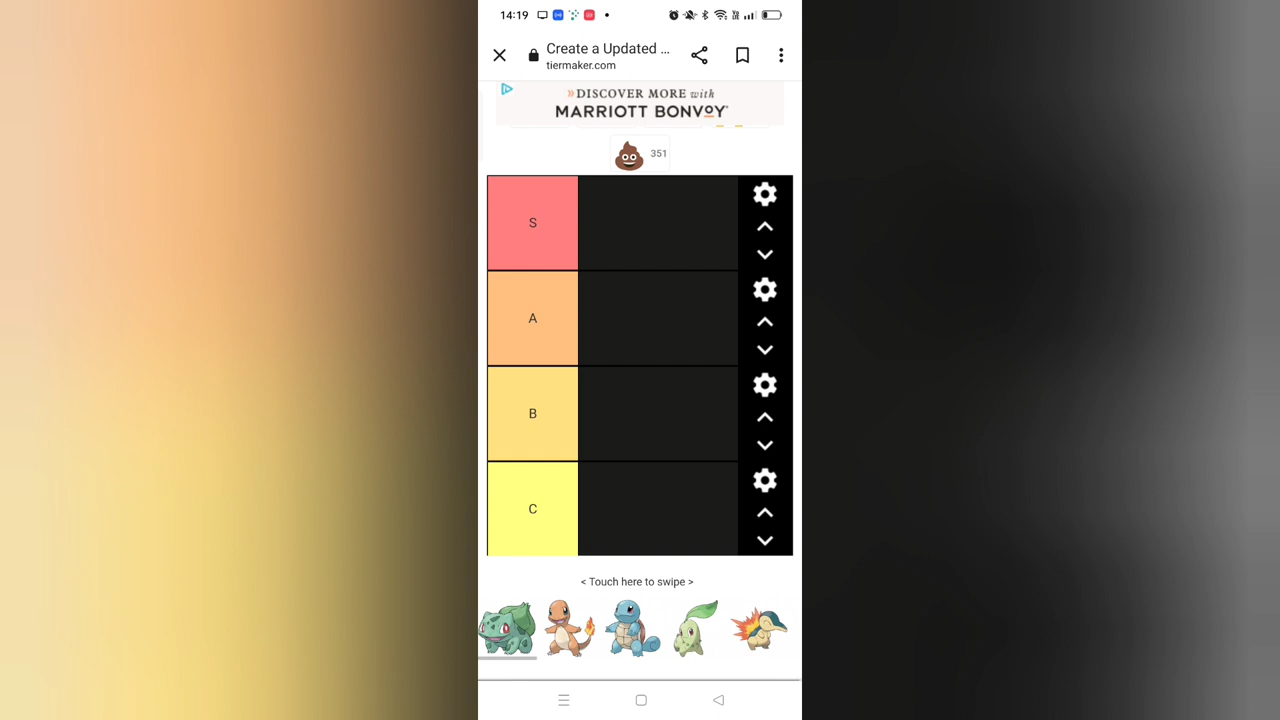 14:19
Create a Updated ...
tiermaker.com
»DISCOVER MORE with
MARRIOTT BONVOY
351
S
A
B
C
< Touch here to swipe >